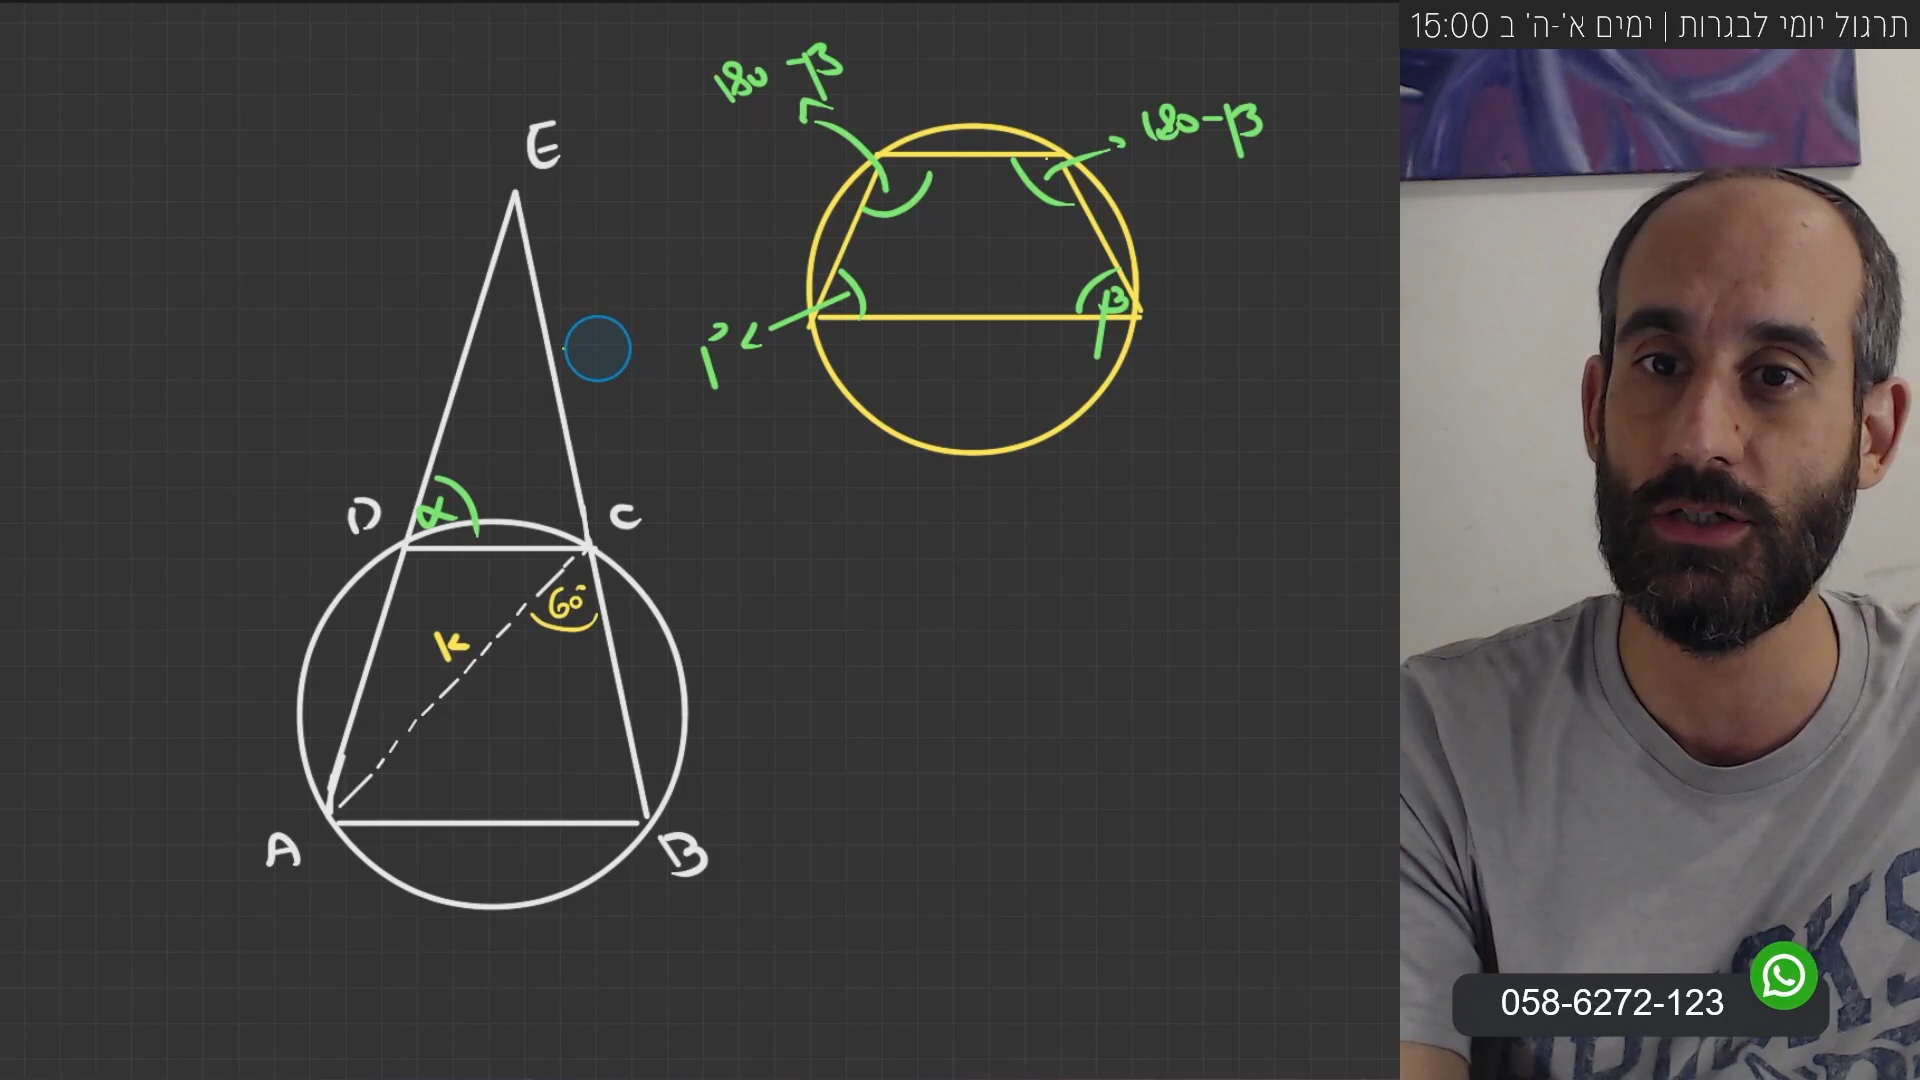 תרגול יומי לבגרות | ימים א'-ה' ב 15:00
180-β
180-β
E
β
β
D
α
C
60°
K
A
B
058-6272-123